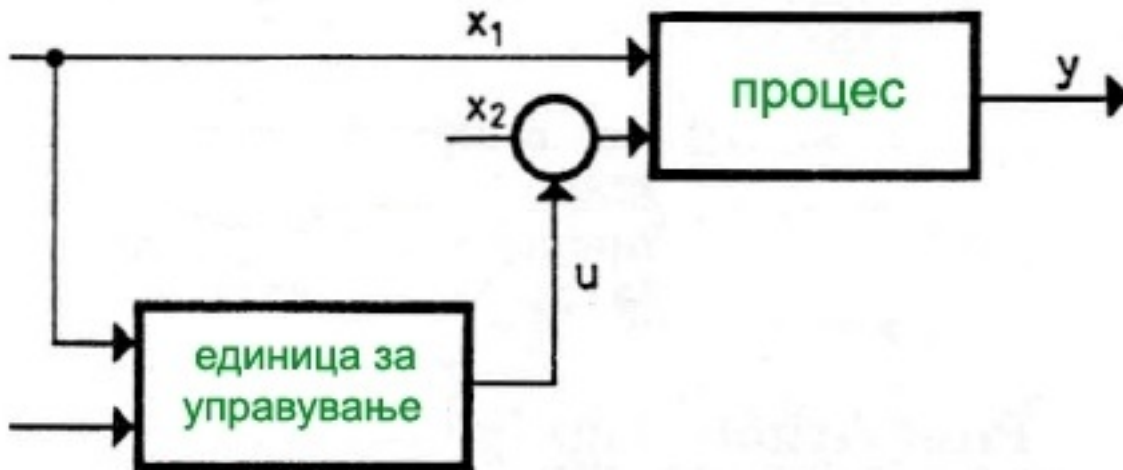 x₁
x₂
процес
y
u
единица за
управување